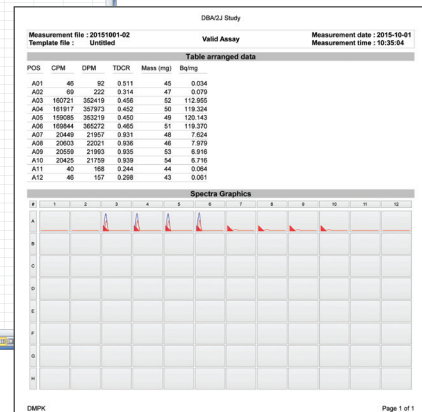 DBA/2J Study
Measurement file : 20151001-02
Template file : Untitled
Valid Assay
Measurement date : 2015-10-01
Measurement time : 10:35:04
Table arranged data
POS CPM DPM TDCR Mass (mg) Bq/mg
A01 46 92 0.511 45 0.034
A02 69 222 0.314 47 0.079
A03 160721 352419 0.456 52 112.955
A04 161917 357973 0.452 50 119.324
A05 159085 353219 0.450 49 120.143
A06 169844 365272 0.465 51 119.370
A07 20449 21957 0.931 48 7.624
A08 20603 22021 0.936 46 7.979
A09 20559 21993 0.935 53 6.916
A10 20425 21759 0.939 54 6.716
A11 40 168 0.244 44 0.064
A12 46 157 0.298 43 0.061
Spectra Graphics
# 1 2 3 4 5 6 7 8 9 10 11 12
A
B
C
D
E
F
G
H
DMPK Page 1 of 1